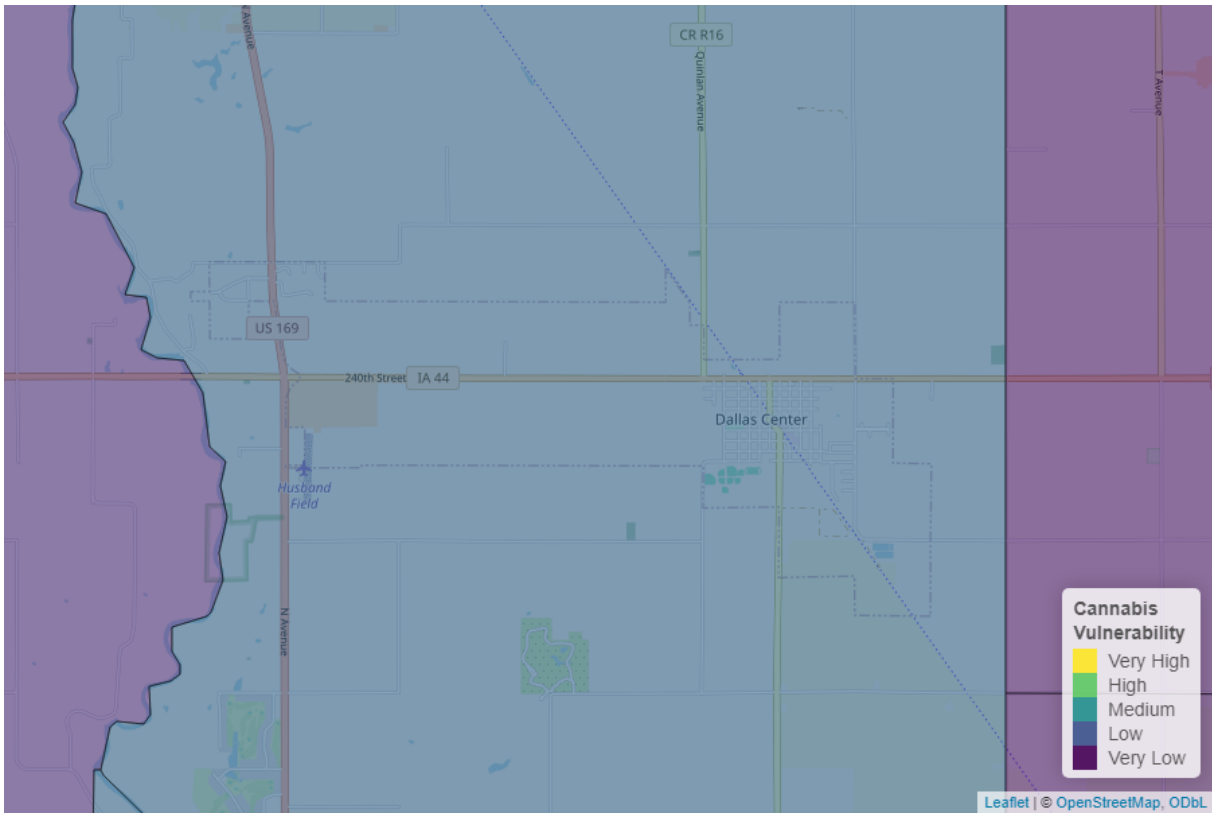 N Avenue
CR R16
Quinlan Avenue
T Avenue
US 169
240th Street
IA 44
Dallas Center
Husband
Field
N Avenue
Cannabis
Vulnerability
Very High
High
Medium
Low
Very Low
Leaflet | © OpenStreetMap, ODbL